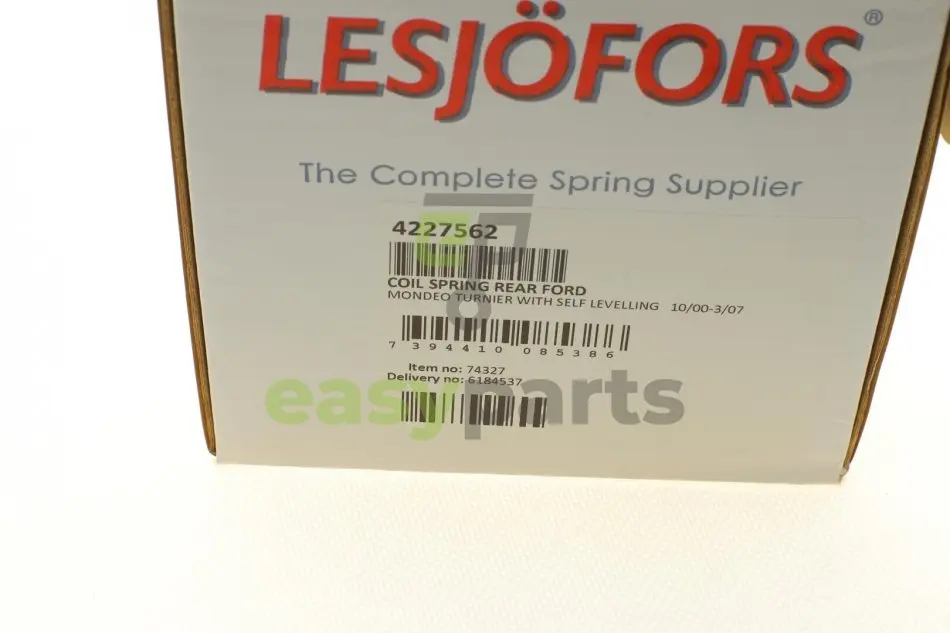 LESJÖFORS®
The Complete Spring Supplier
4227562
COIL SPRING REAR FORD
MONDEO TURNIER WITH SELF LEVELLING 10/00-3/07
7 394410 085386
Item no: 74327
Delivery no: 6184537
easyparts